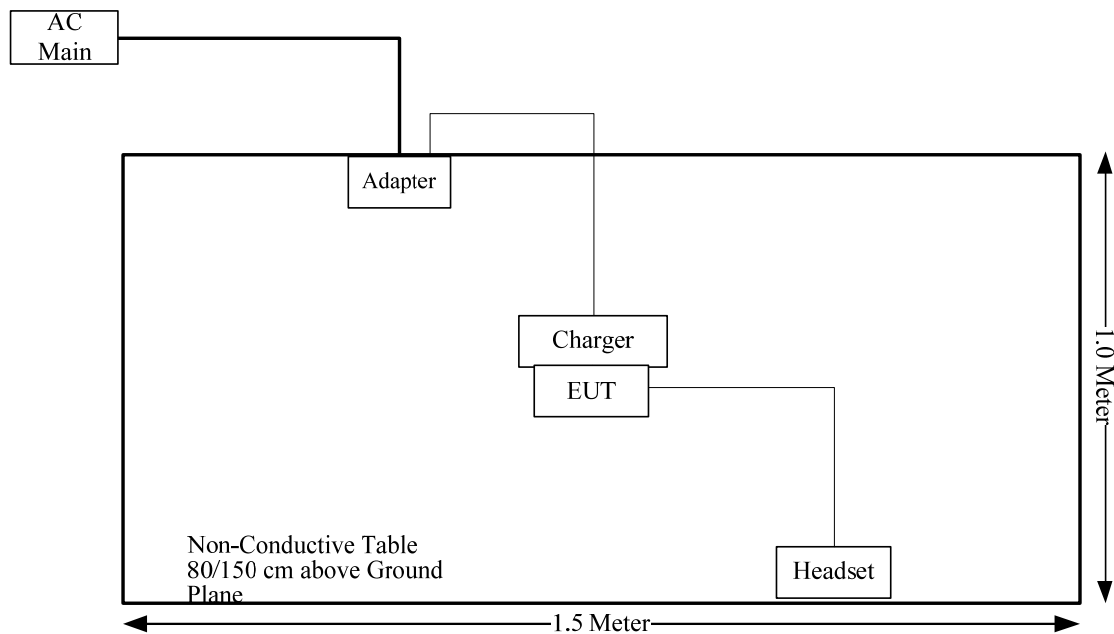 AC
Main
Adapter
Charger
EUT
1.0 Meter
Non-Conductive Table
80/150 cm above Ground
Plane
Headset
1.5 Meter